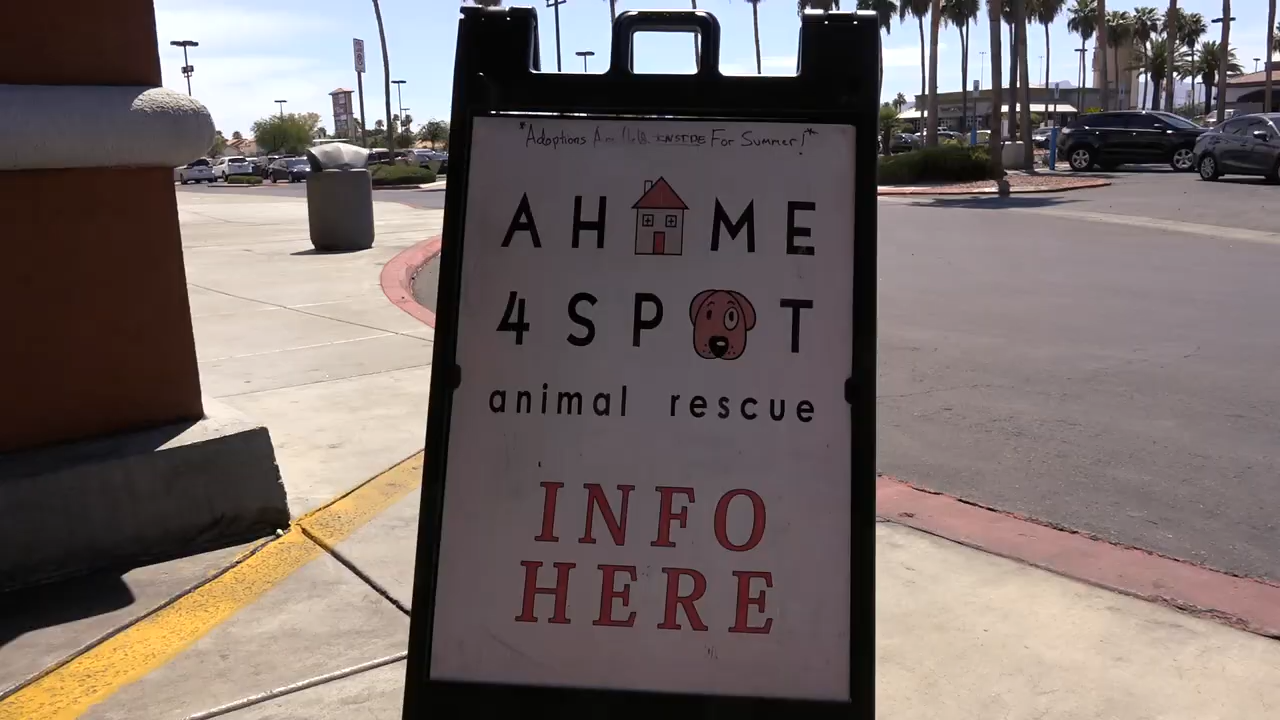 *Adoptions Are Held INSIDE For Summer!*
A HOME
4 SPOT
animal rescue
INFO
HERE